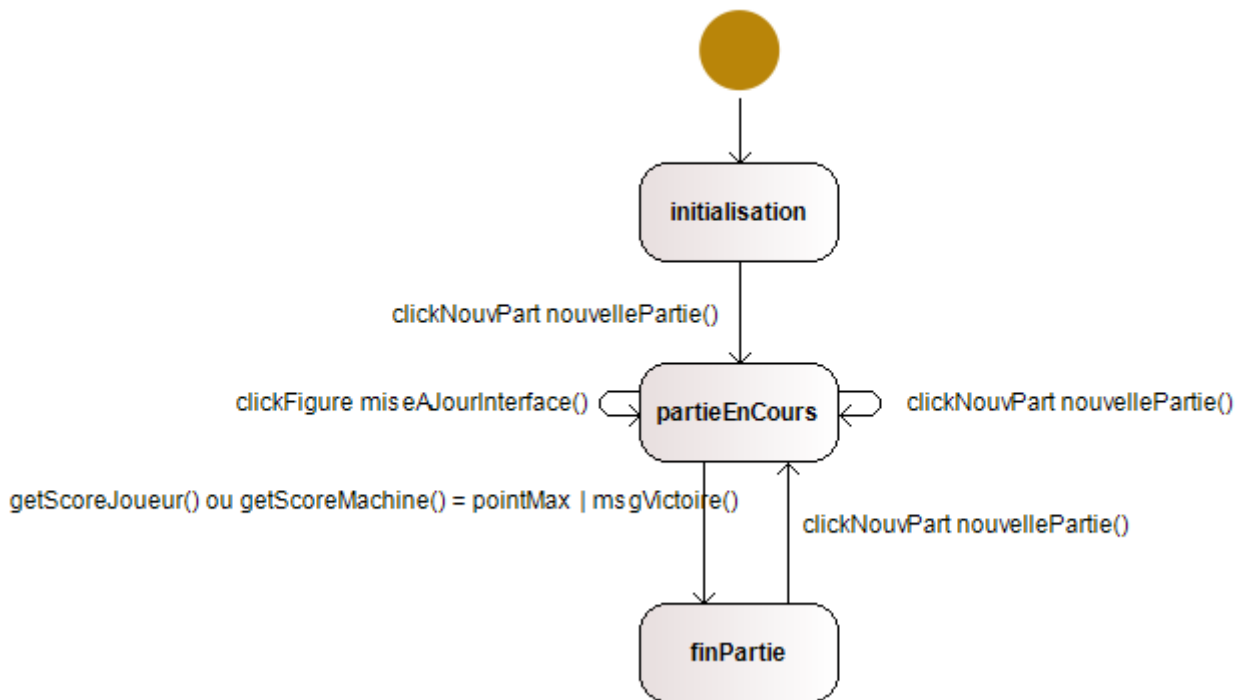 initialisation
clickNouvPart nouvellePartie()
clickFigure miseAJourInterface()
partieEnCours
clickNouvPart nouvellePartie()
getScoreJoueur() ou getScoreMachine() = pointMax | msgVictoire()
clickNouvPart nouvellePartie()
finPartie